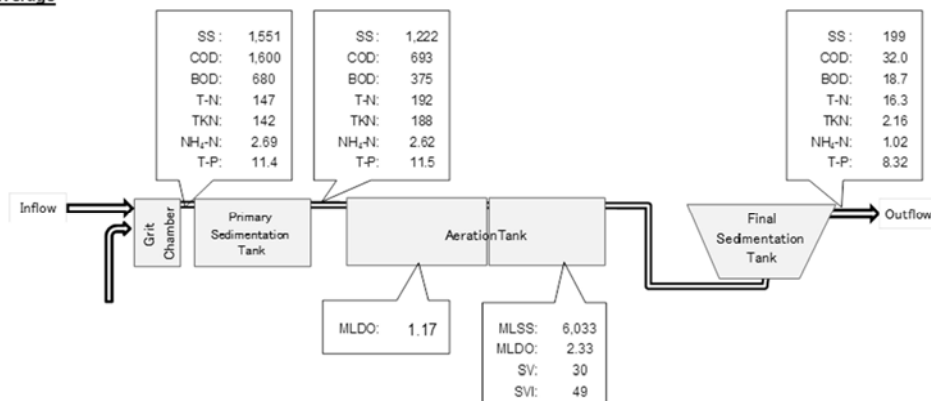 SS: 1,551
COD: 1,600
BOD: 680
T-N: 147
TKN: 142
NH₄-N: 2.69
T-P: 11.4
SS: 1,222
COD: 693
BOD: 375
T-N: 192
TKN: 188
NH₄-N: 2.62
T-P: 11.5
SS: 199
COD: 32.0
BOD: 18.7
T-N: 16.3
TKN: 2.16
NH₄-N: 1.02
T-P: 8.32
Inflow
Grit
Chamber
Primary
Sedimentation
Tank
AerationTank
Final
Sedimentation
Tank
Outflow
MLDO: 1.17
MLSS: 6,033
MLDO: 2.33
SV: 30
SVI: 49